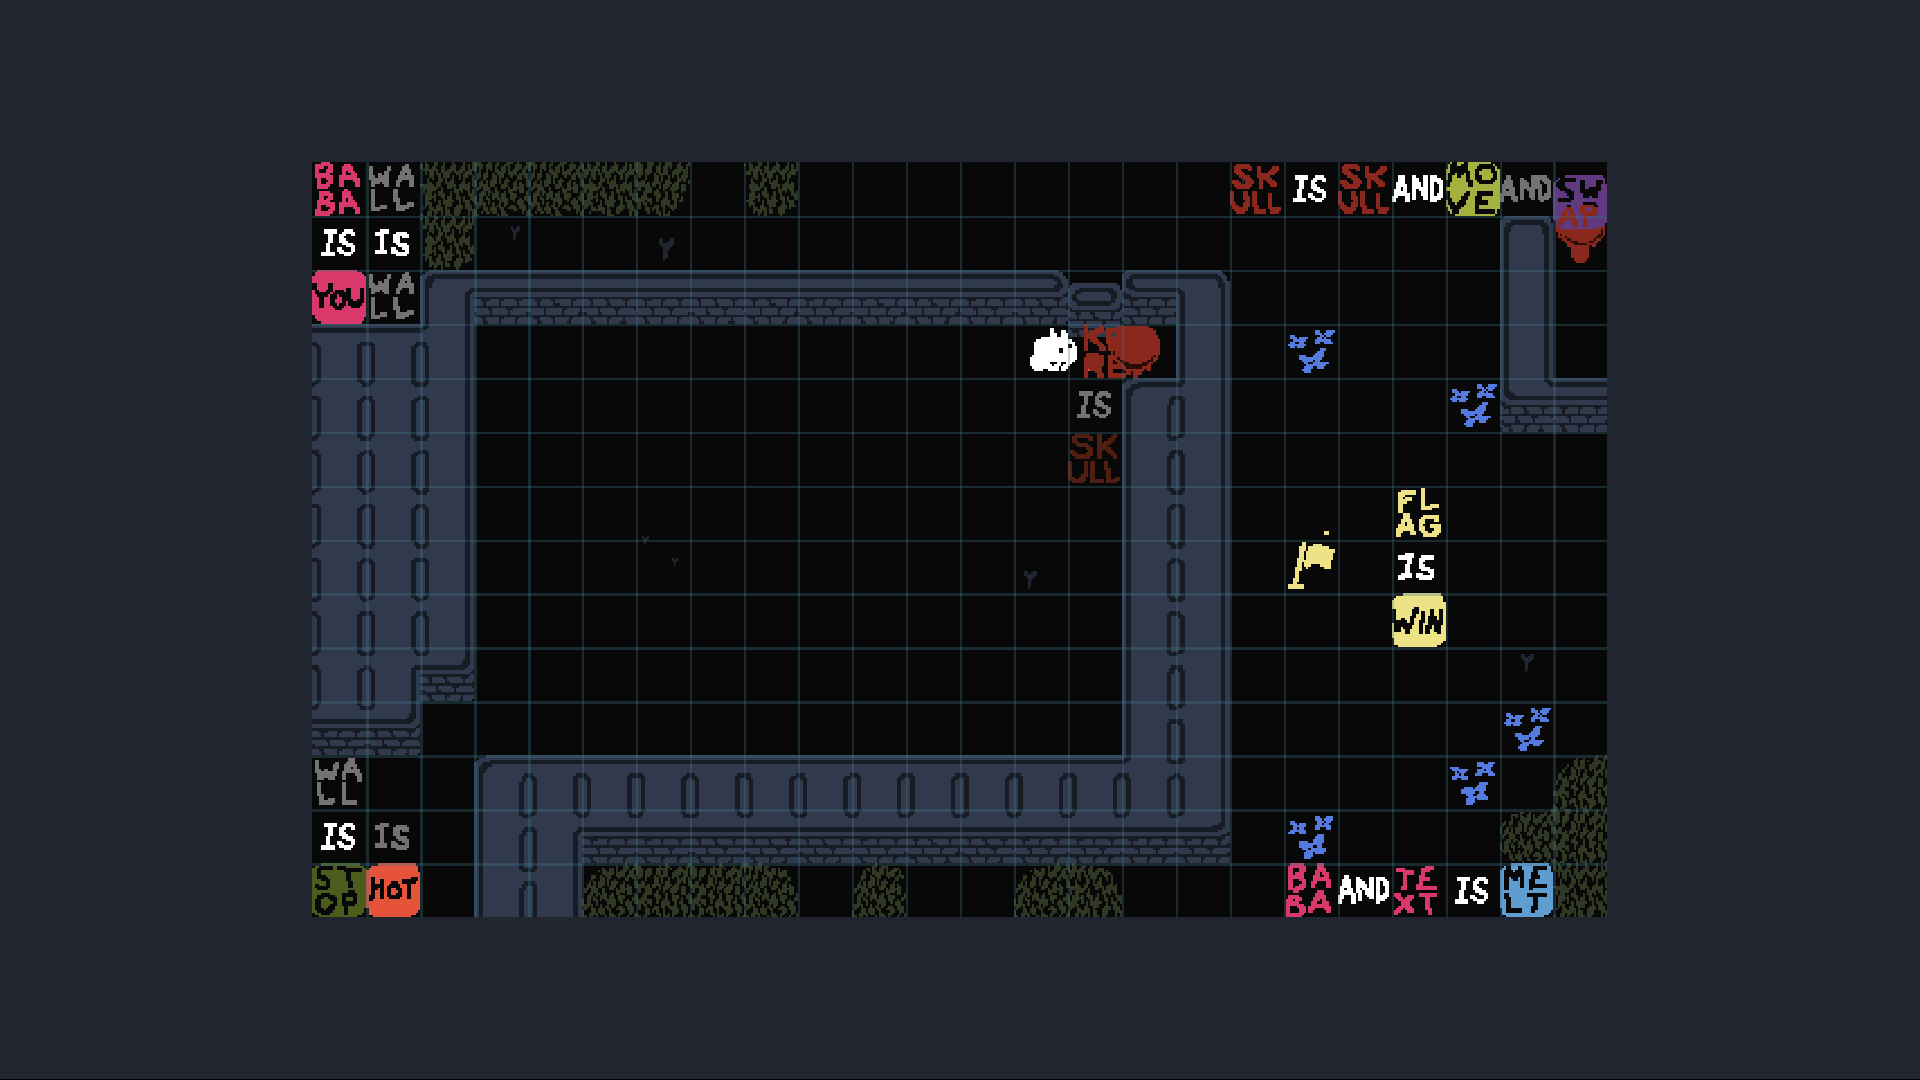 BABA WALL SKULL IS SKULL AND MOVE AND SWAP
IS IS
YOU WALL
IS
SKULL
FLAG
IS
WIN
WALL
IS IS
STOP HOT BABA AND TEXT IS MELT